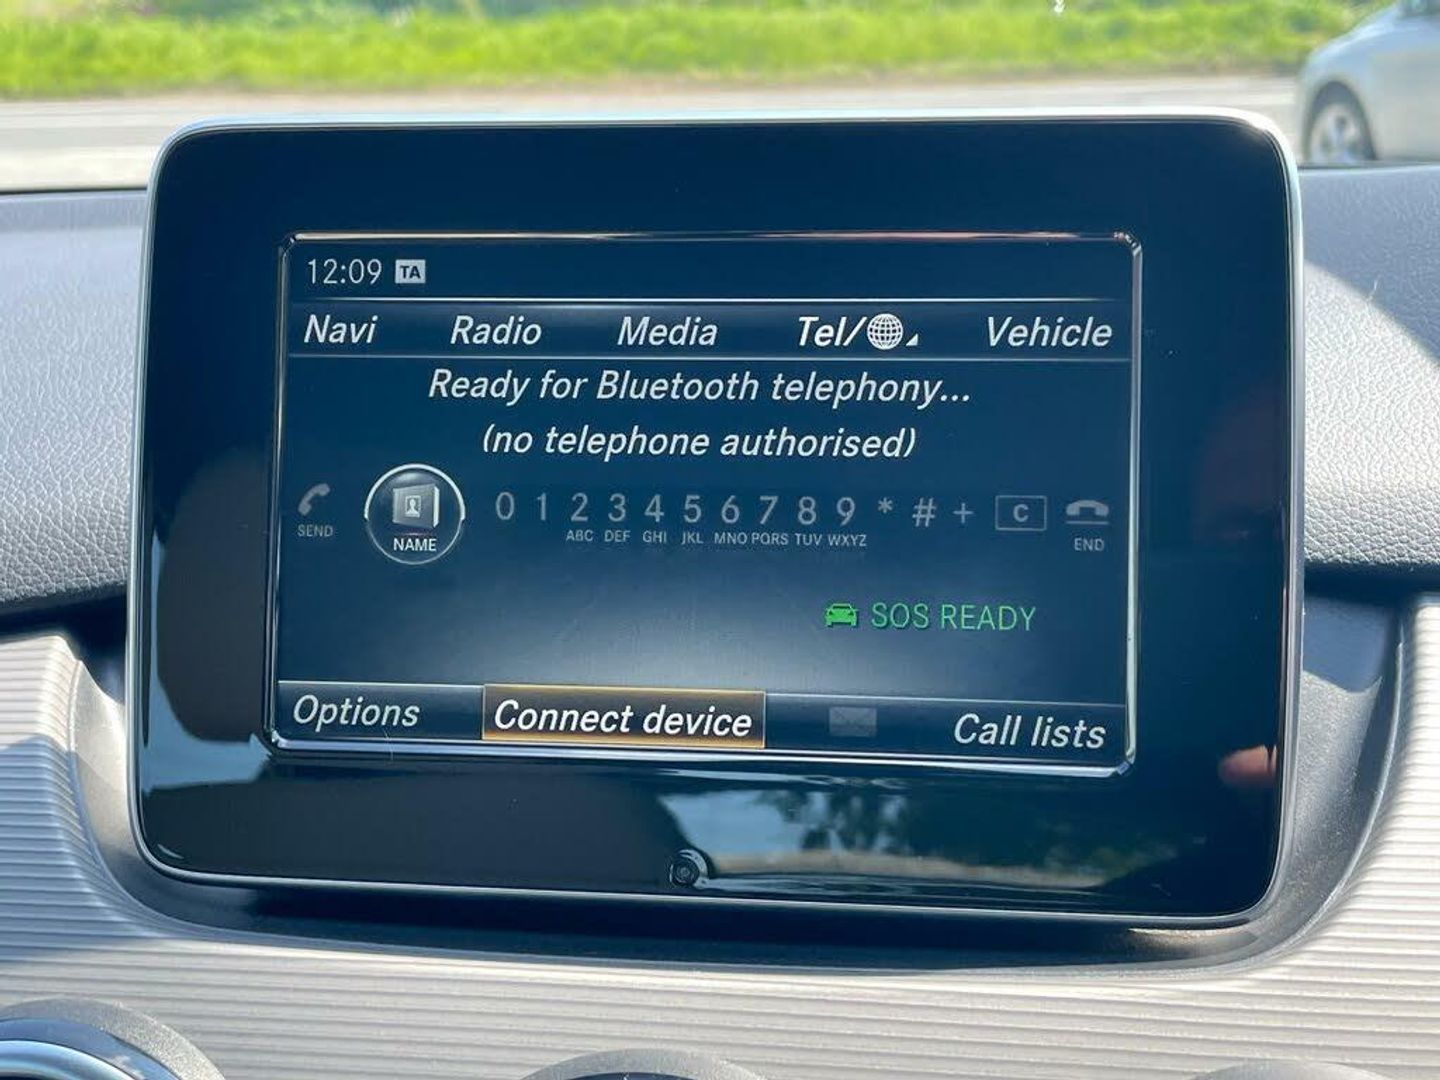 12:09 TA
Navi Radio Media Tel/ Vehicle
Ready for Bluetooth telephony...
(no telephone authorised)
0 1 2 3 4 5 6 7 8 9 * # + C
SEND NAME ABC DEF GHI JKL MNO PQRS TUV WXYZ END
SOS READY
Options Connect device Call lists